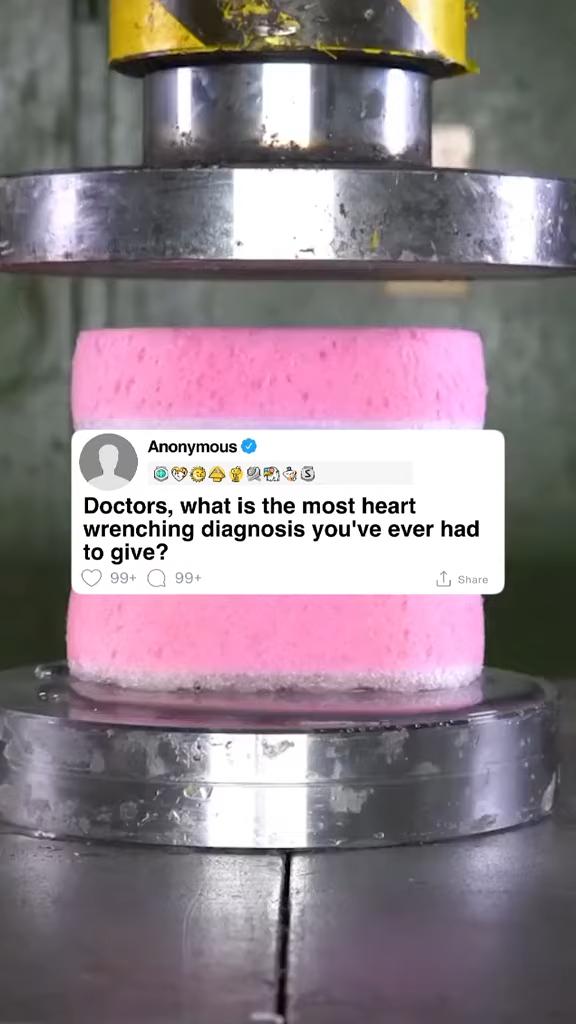 Anonymous
Doctors, what is the most heart
wrenching diagnosis you've ever had
to give?
99+ 99+ Share